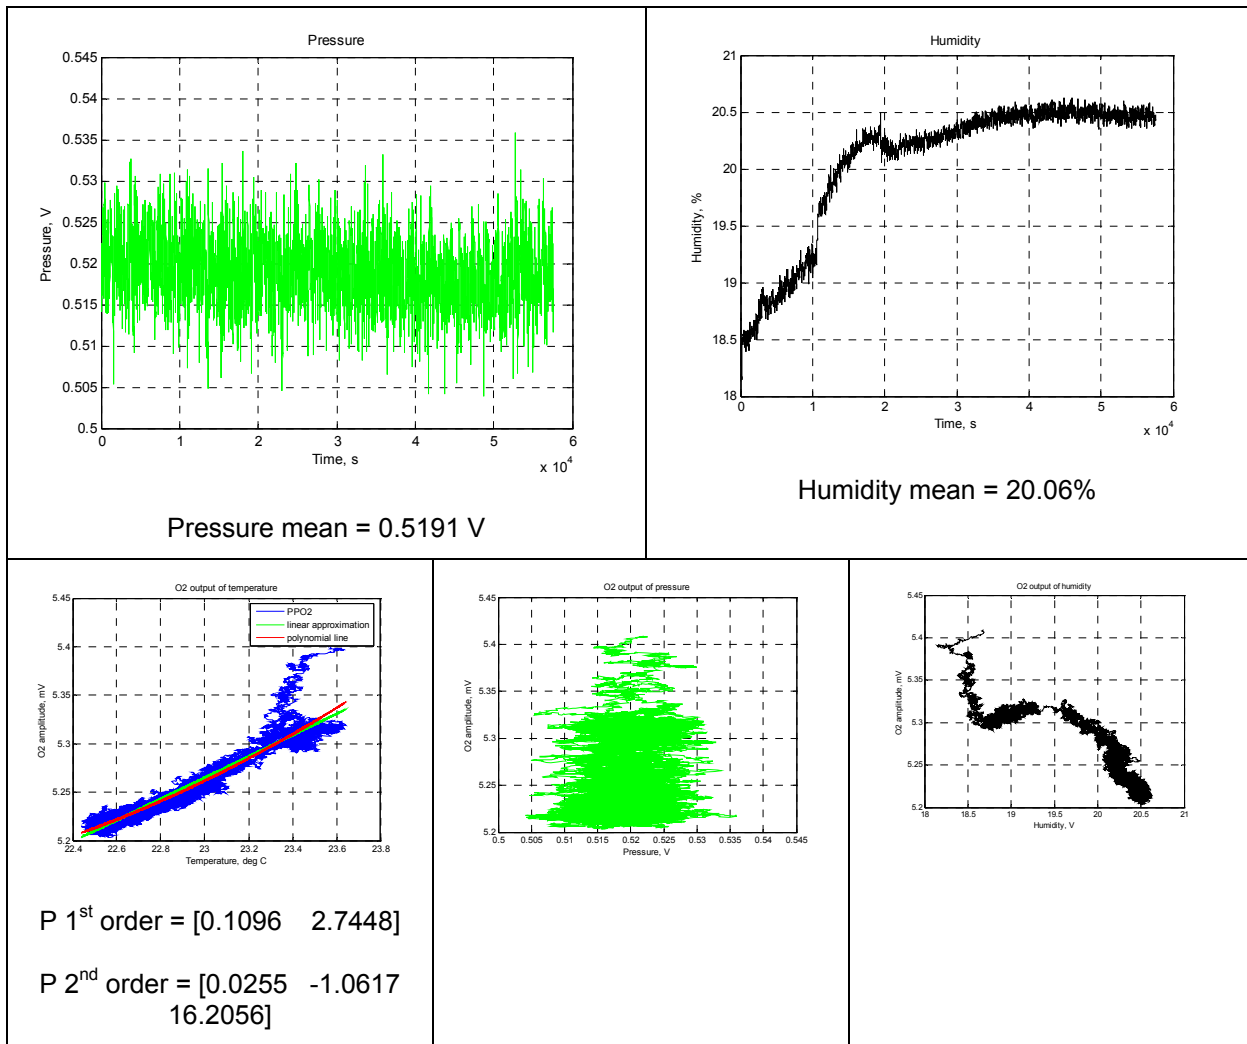 Pressure
0.545
0.54
0.535
0.53
0.525
0.52
0.515
0.51
0.505
0.5
Pressure, V
0 1 2 3 4 5 6
Time, s
x 10^4
Pressure mean = 0.5191 V
Humidity
21
20.5
20
19.5
19
18.5
18
Humidity, %
0 1 2 3 4 5 6
Time, s
x 10^4
Humidity mean = 20.06%
O2 output of temperature
5.45
5.4
5.35
5.3
5.25
5.2
O2 amplitude, mV
PPO2
linear approximation
polynomial line
22.4 22.6 22.8 23 23.2 23.4 23.6 23.8
Temperature, deg C
P 1st order = [0.1096 2.7448]
P 2nd order = [0.0255 -1.0617
16.2056]
O2 output of pressure
5.45
5.4
5.35
5.3
5.25
5.2
O2 amplitude, mV
0.5 0.505 0.51 0.515 0.52 0.525 0.53 0.535 0.54 0.545
Pressure, V
O2 output of humidity
5.45
5.4
5.35
5.3
5.25
5.2
O2 amplitude, mV
18 18.5 19 19.5 20 20.5 21
Humidity, V